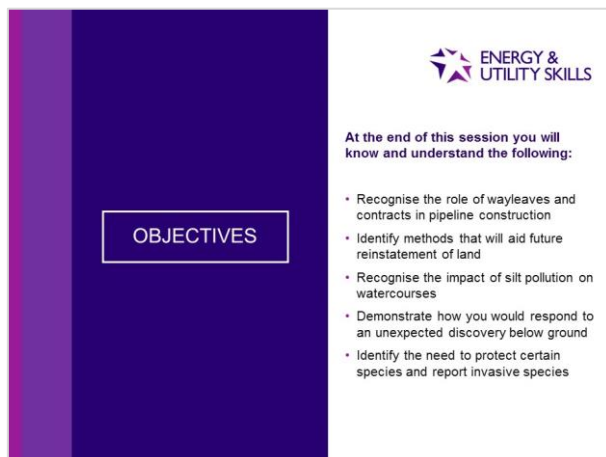 OBJECTIVES
ENERGY &
UTILITY SKILLS
At the end of this session you will
know and understand the following:
• Recognise the role of wayleaves and
contracts in pipeline construction
• Identify methods that will aid future
reinstatement of land
• Recognise the impact of silt pollution on
watercourses
• Demonstrate how you would respond to
an unexpected discovery below ground
• Identify the need to protect certain
species and report invasive species